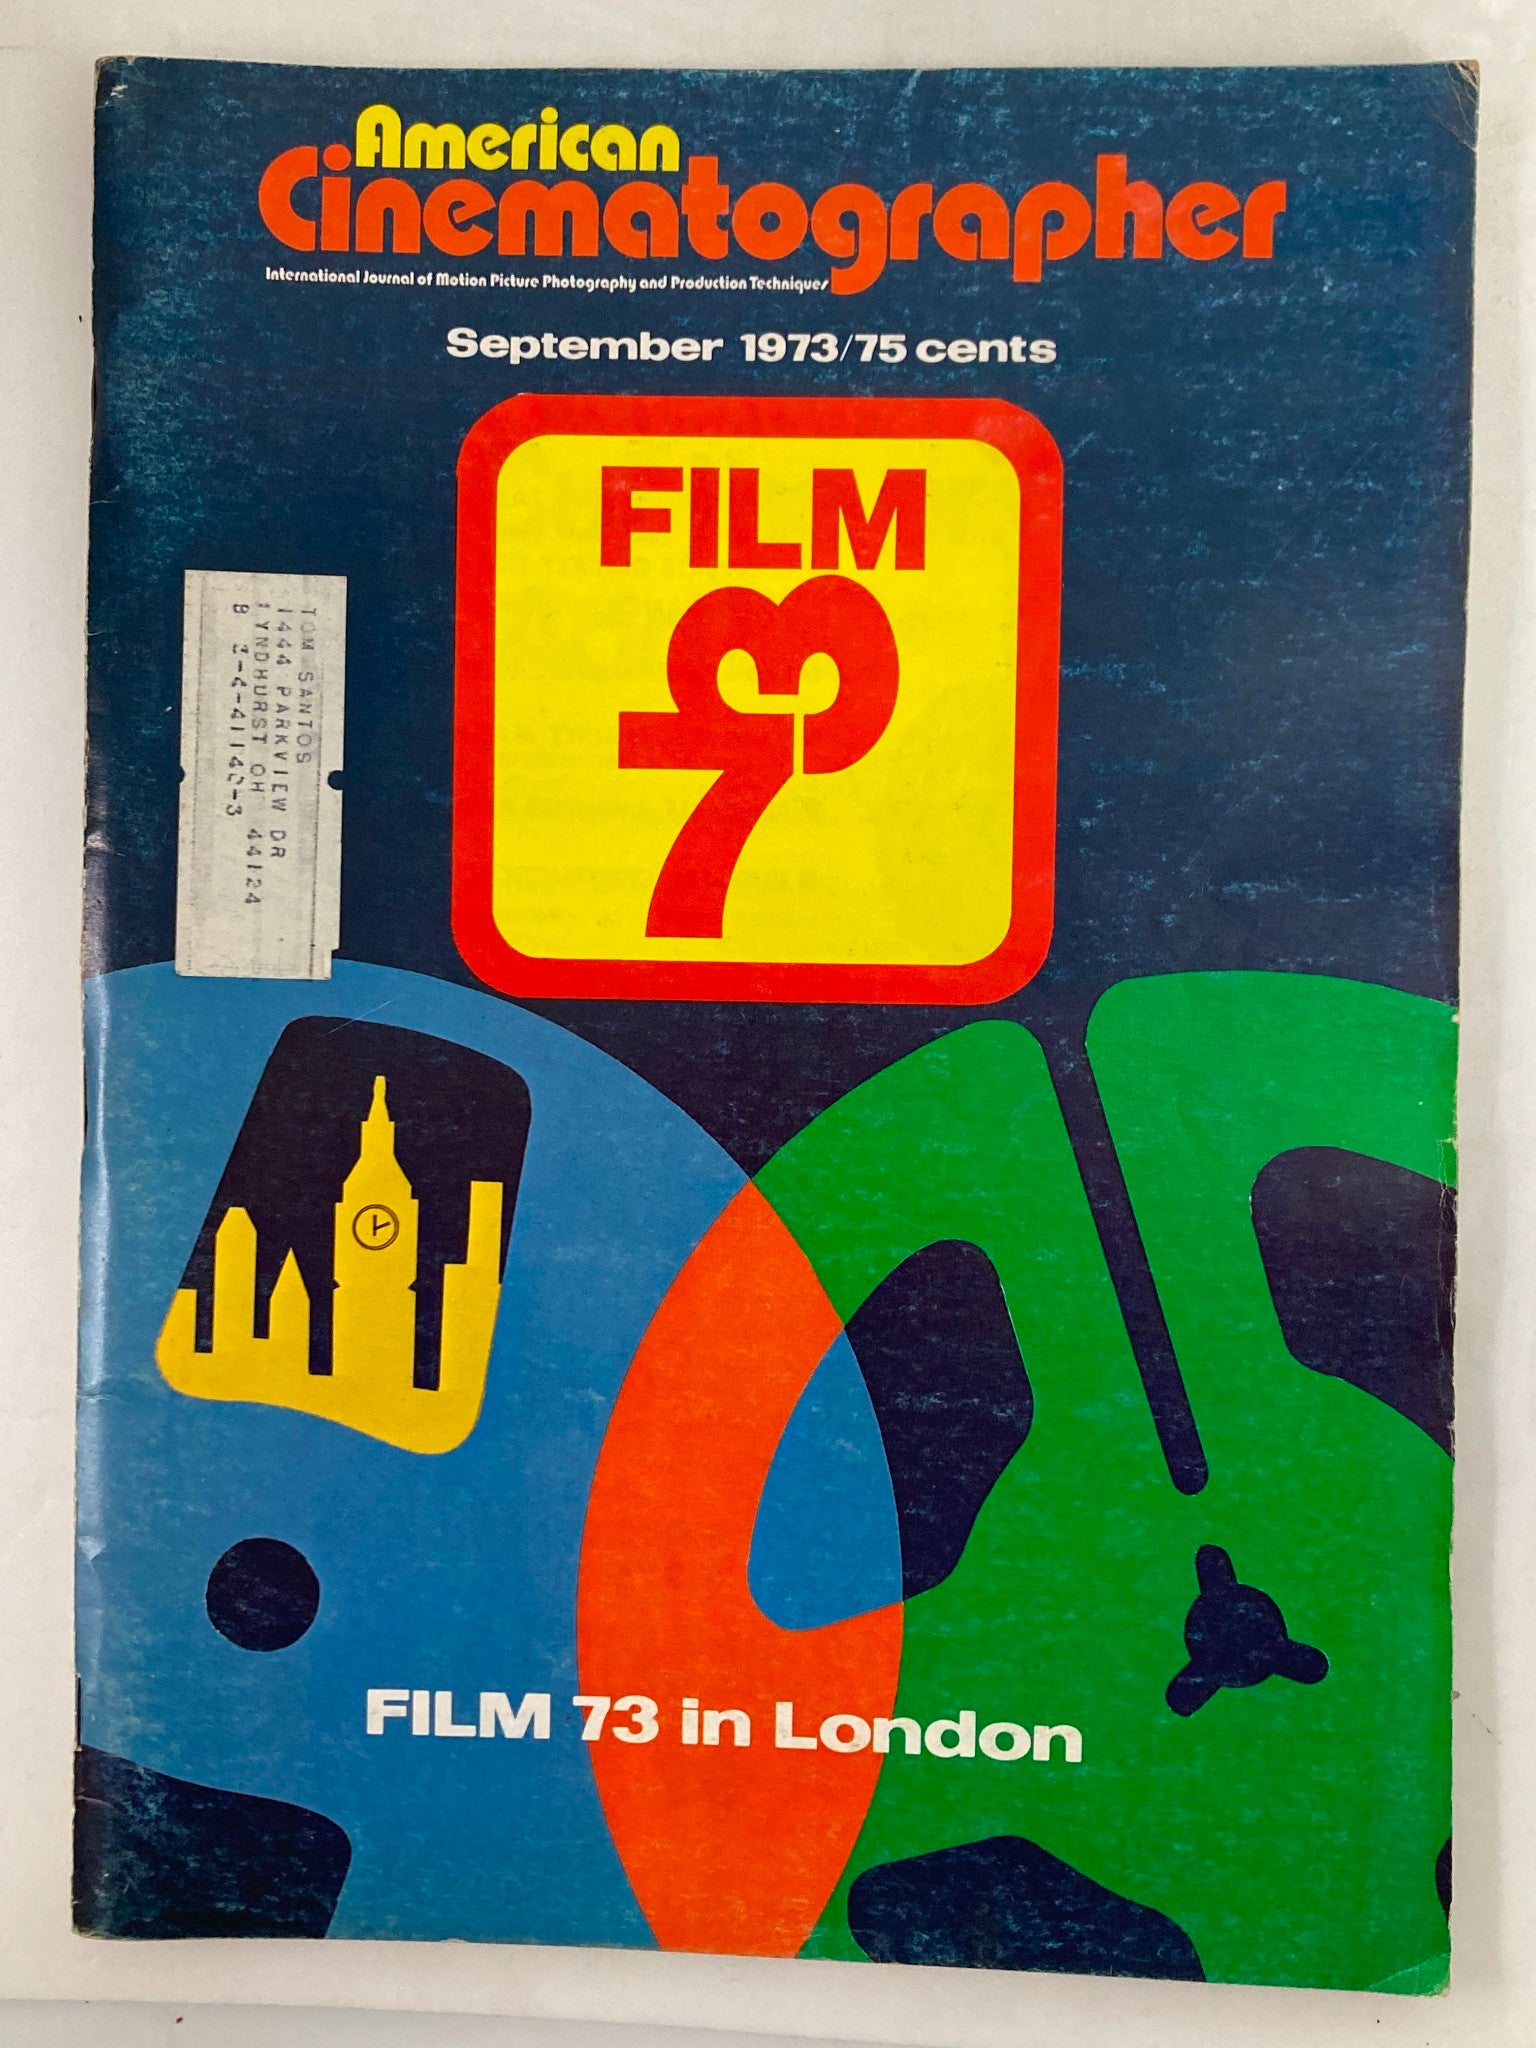 American
Cinematographer
International Journal of Motion Picture Photography and Production Techniques
September 1973/75 cents
FILM
73
TOM SANTOS
1444 PARKVIEW DR
LYNDHURST OH 44124
FILM 73 in London